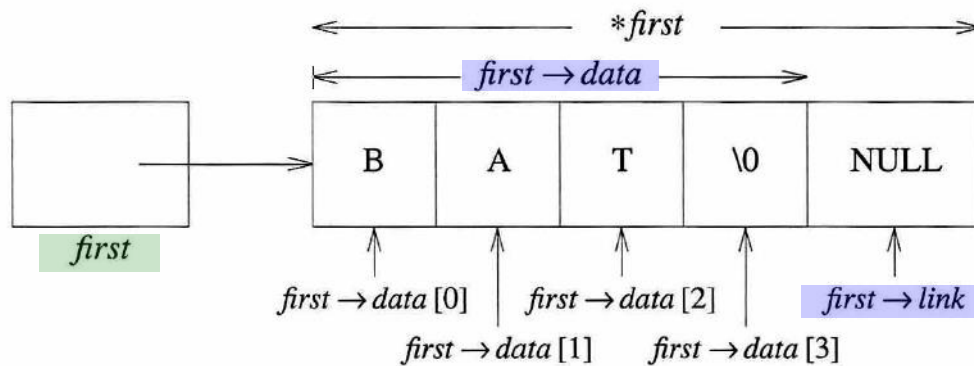 *first
first → data
B A T \0 NULL
first
first → data [0] first → data [2] first → link
first → data [1] first → data [3]